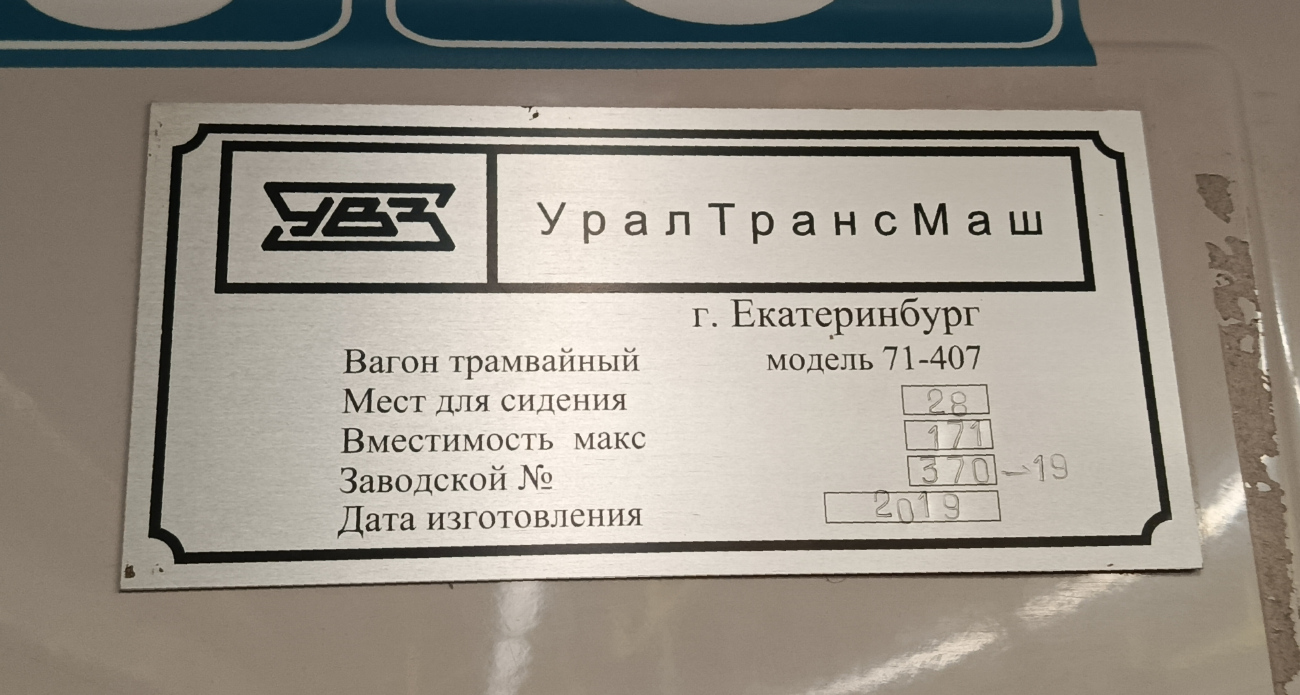 УВЗ УралТрансМаш
г. Екатеринбург
Вагон трамвайный модель 71-407
Мест для сидения 28
Вместимость макс 171
Заводской № 370-19
Дата изготовления 2019